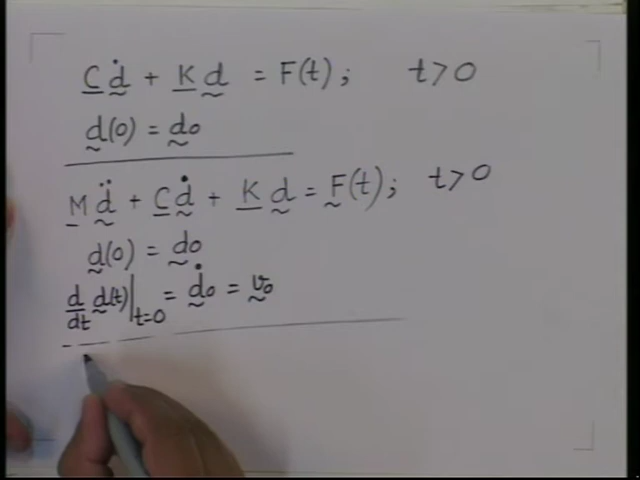 C ḋ + K d = F(t) ; t > 0
d(0) = d0
M d̈ + C ḋ + K d = F(t) ; t > 0
d(0) = d0
d/dt d(t)|t=0 = ḋ0 = v0